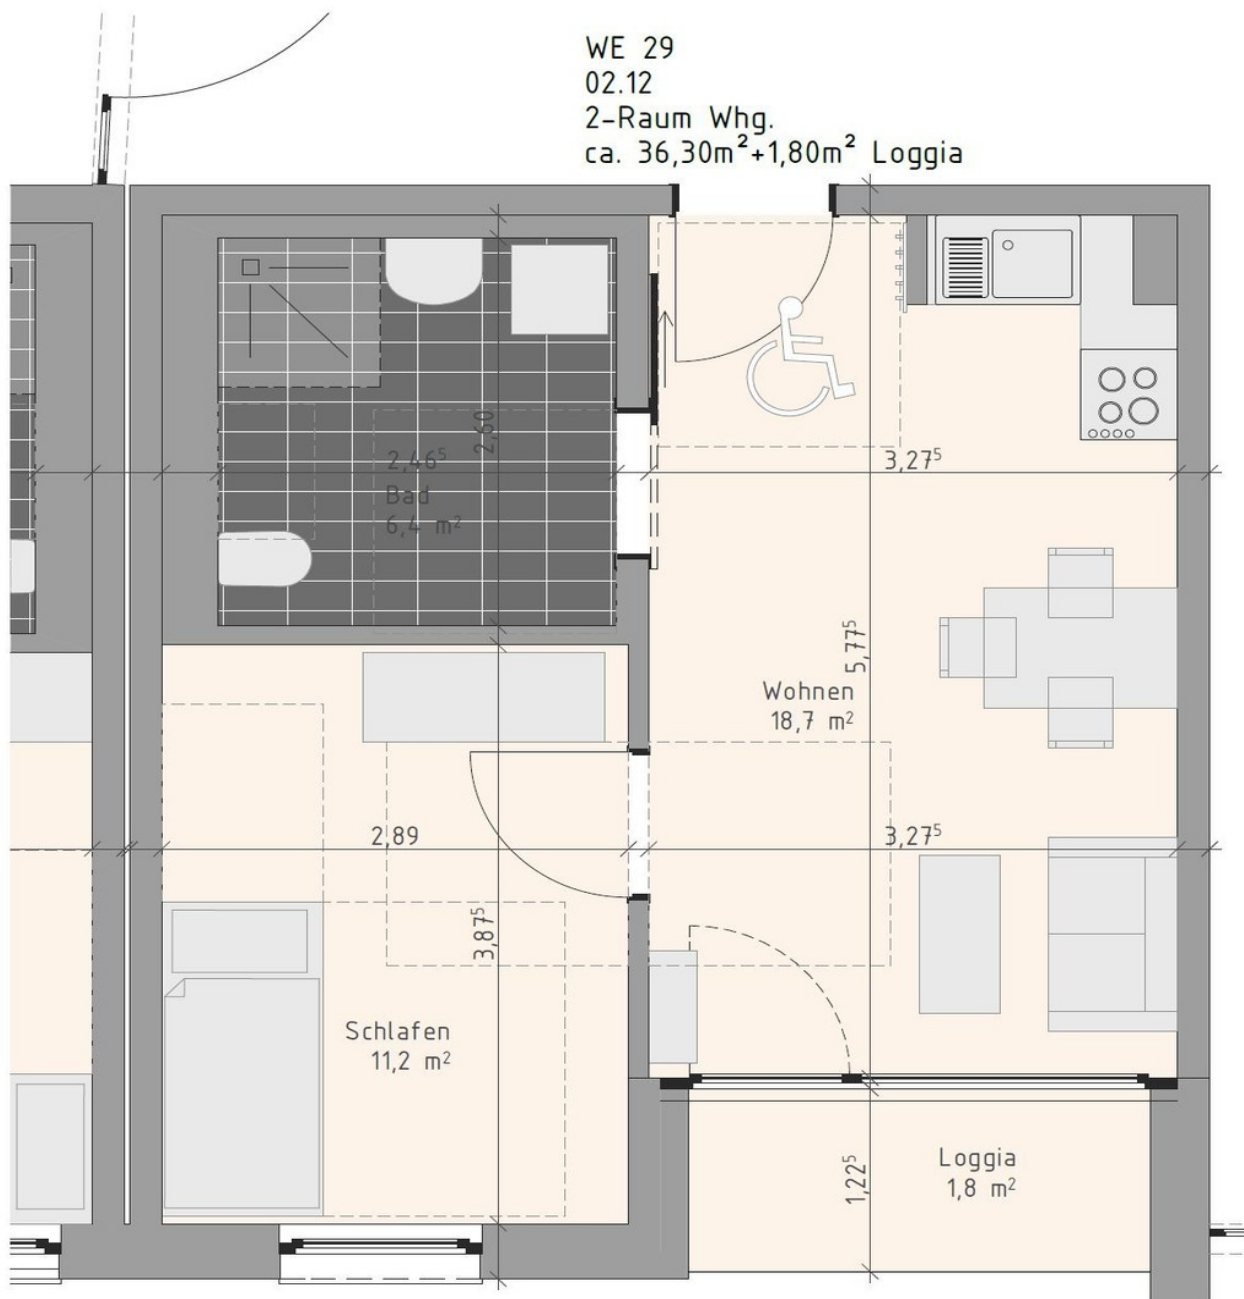 WE 29
02.12
2-Raum Whg.
ca. 36,30m²+1,80m² Loggia
2,60
2,46⁵
Bad
6,4 m²
3,27⁵
5,77⁵
Wohnen
18,7 m²
2,89
3,27⁵
3,87⁵
Schlafen
11,2 m²
1,22⁵
Loggia
1,8 m²